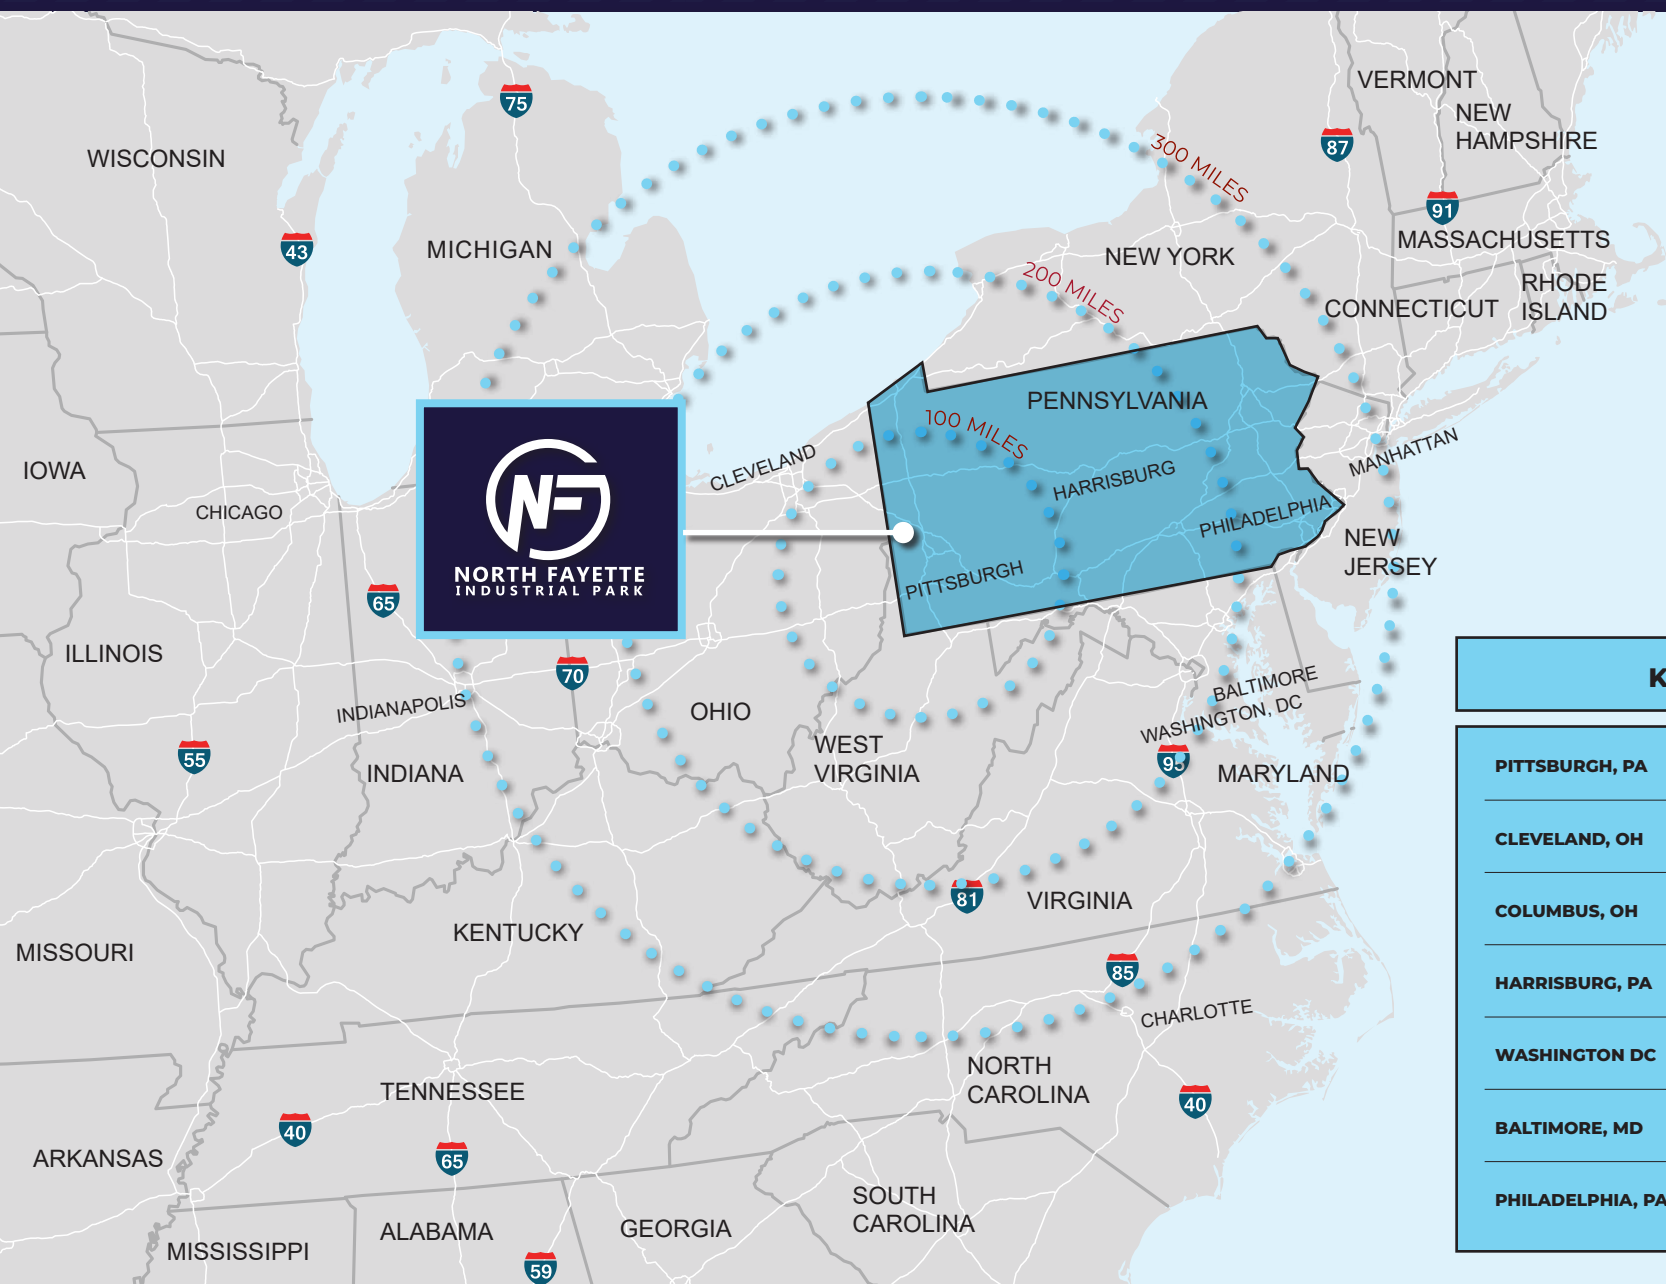 VERMONT
75
NEW
HAMPSHIRE
87
300 MILES
WISCONSIN
91
43
MICHIGAN
MASSACHUSETTS
NEW YORK
200 MILES
RHODE
ISLAND
CONNECTICUT
PENNSYLVANIA
100 MILES
MANHATTAN
CLEVELAND
IOWA
HARRISBURG
CHICAGO
PHILADELPHIA
NF
NEW
JERSEY
NORTH FAYETTE
INDUSTRIAL PARK
PITTSBURGH
65
ILLINOIS
70
K
BALTIMORE
INDIANAPOLIS
OHIO
WASHINGTON, DC
WEST
VIRGINIA
55
95
INDIANA
MARYLAND
PITTSBURGH, PA
CLEVELAND, OH
81
VIRGINIA
COLUMBUS, OH
KENTUCKY
MISSOURI
85
HARRISBURG, PA
CHARLOTTE
WASHINGTON DC
NORTH
CAROLINA
TENNESSEE
40
40
BALTIMORE, MD
ARKANSAS
65
SOUTH
CAROLINA
PHILADELPHIA, PA
ALABAMA
GEORGIA
MISSISSIPPI
59